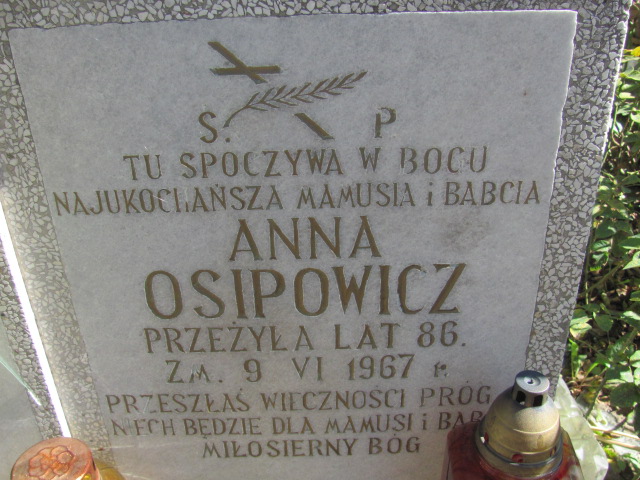 Ś. P
TU SPOCZYWA W BOGU
NAJUKOCHAŃSZA MAMUSIA i BABCIA
ANNA
OSIPOWICZ
PRZEŻYŁA LAT 86.
ZM. 9 VI 1967 r.
PRZESZŁAŚ WIECZNOŚCI PRÓG
NIECH BĘDZIE DLA MAMUSI i
MIŁOSIERNY BÓG